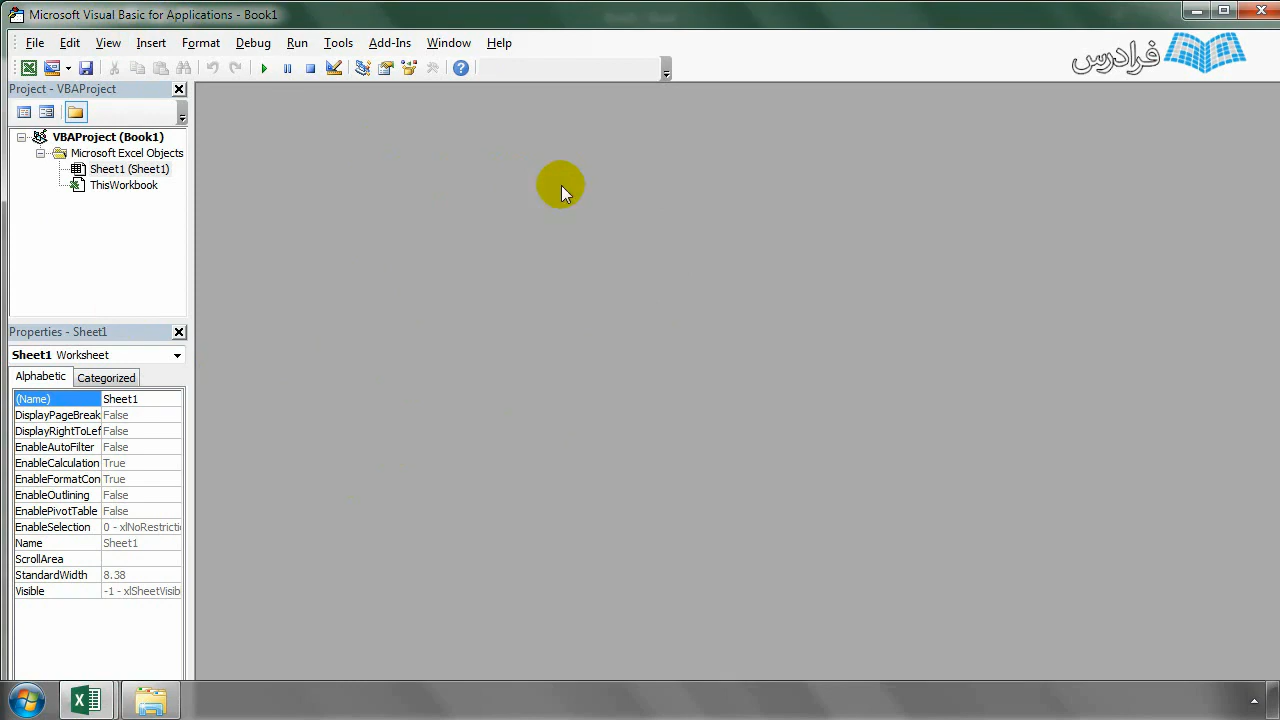 Microsoft Visual Basic for Applications - Book1
File Edit View Insert Format Debug Run Tools Add-Ins Window Help
فرادرس
Project - VBAProject
VBAProject (Book1)
Microsoft Excel Objects
Sheet1 (Sheet1)
ThisWorkbook
Properties - Sheet1
Sheet1 Worksheet
Alphabetic Categorized
(Name) Sheet1
DisplayPageBreak False
DisplayRightToLef False
EnableAutoFilter False
EnableCalculation True
EnableFormatCon True
EnableOutlining False
EnablePivotTable False
EnableSelection 0 - xlNoRestrictio
Name Sheet1
ScrollArea
StandardWidth 8.38
Visible -1 - xlSheetVisib